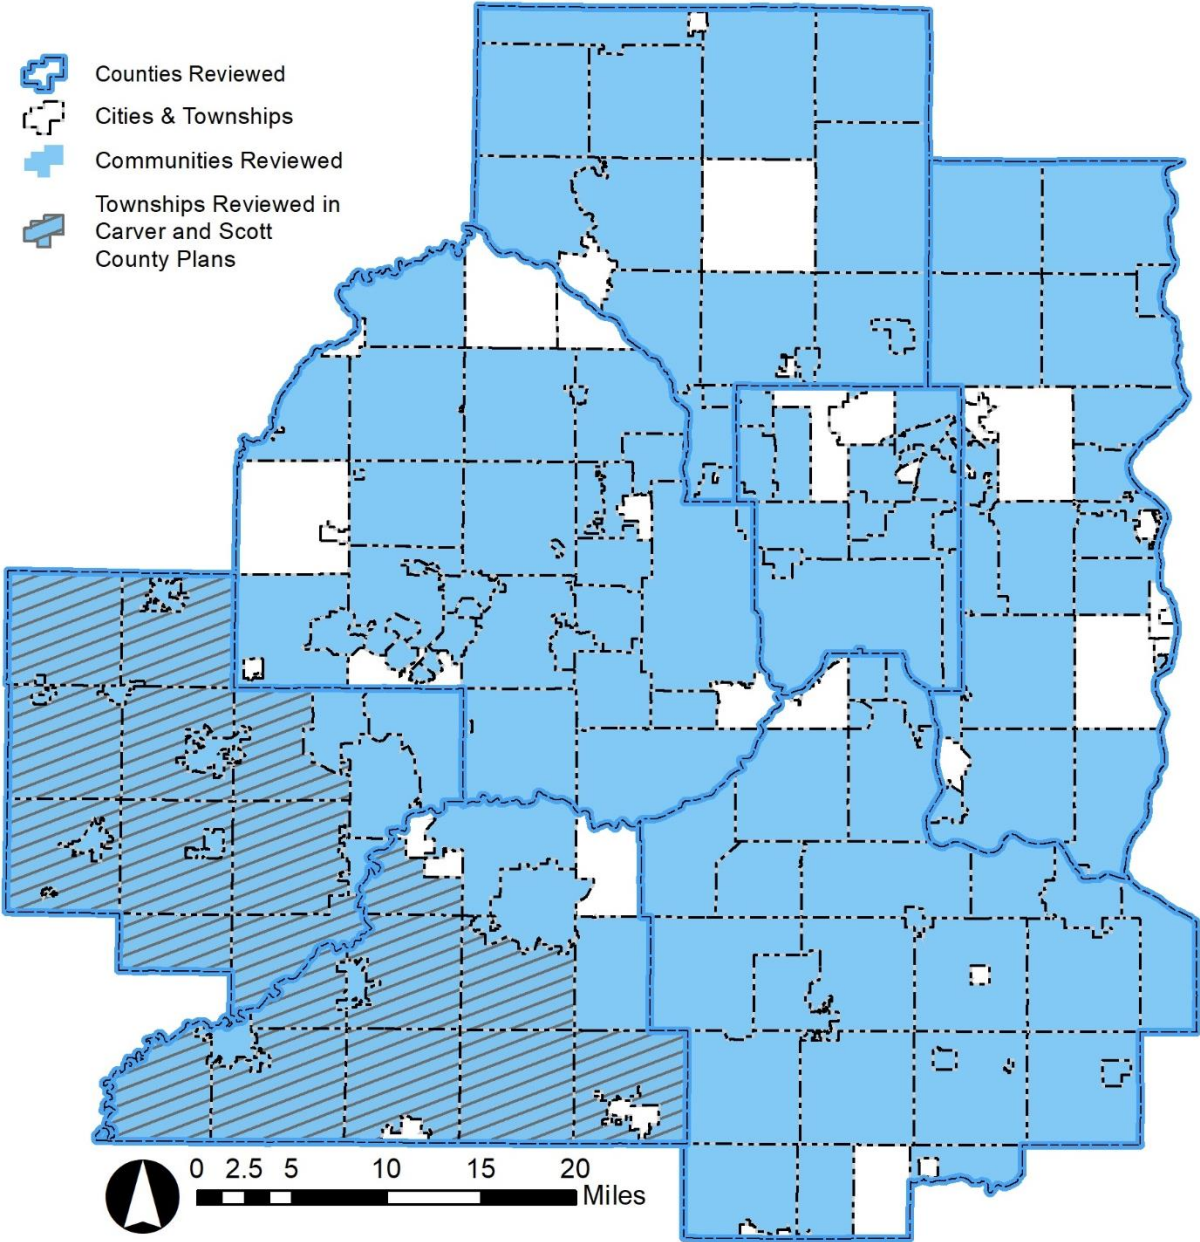 Counties Reviewed
Cities & Townships
Communities Reviewed
Townships Reviewed in
Carver and Scott
County Plans
0 2.5 5 10 15 20
Miles